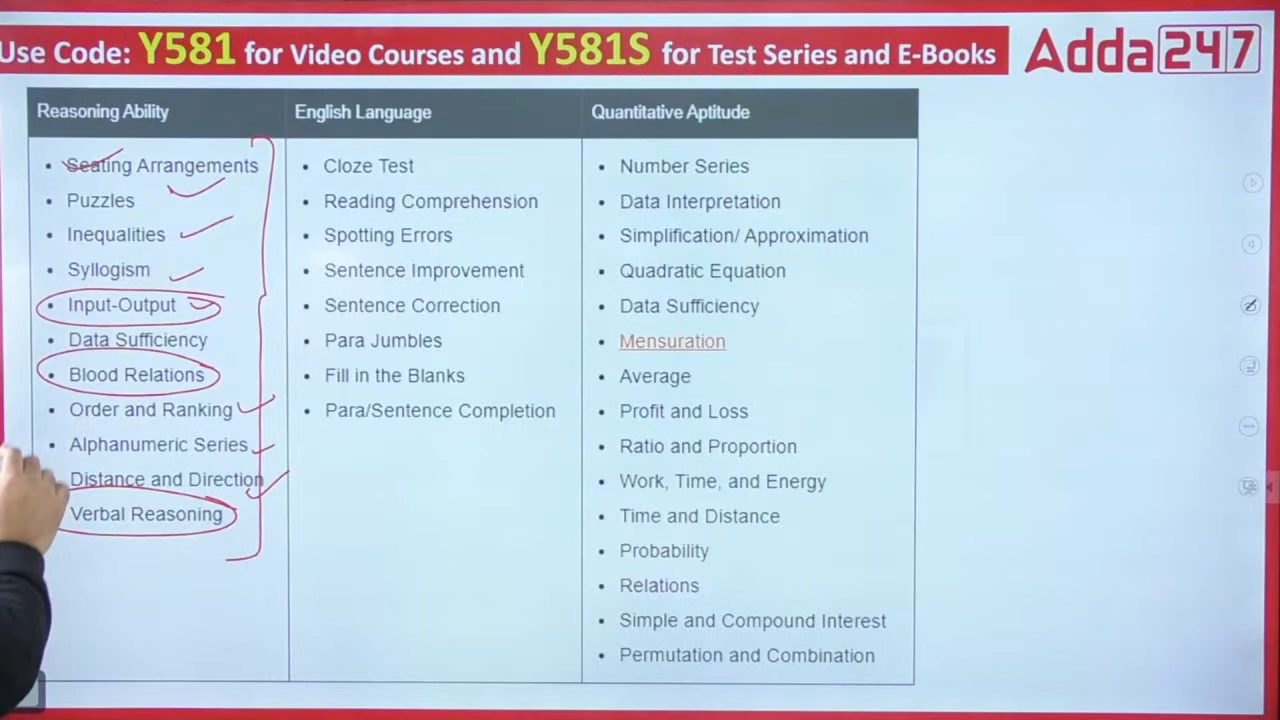 Use Code: Y581 for Video Courses and Y581S for Test Series and E-Books
Adda247
Reasoning Ability
Seating Arrangements
Puzzles
Inequalities
Syllogism
Input-Output
Data Sufficiency
Blood Relations
Order and Ranking
Alphanumeric Series
Distance and Direction
Verbal Reasoning
English Language
Cloze Test
Reading Comprehension
Spotting Errors
Sentence Improvement
Sentence Correction
Para Jumbles
Fill in the Blanks
Para/Sentence Completion
Quantitative Aptitude
Number Series
Data Interpretation
Simplification/ Approximation
Quadratic Equation
Data Sufficiency
Mensuration
Average
Profit and Loss
Ratio and Proportion
Work, Time, and Energy
Time and Distance
Probability
Relations
Simple and Compound Interest
Permutation and Combination